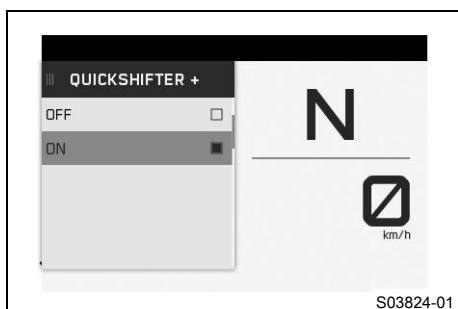 QUICKSHIFTER +
OFF
ON
N
0
km/h
S03824-01